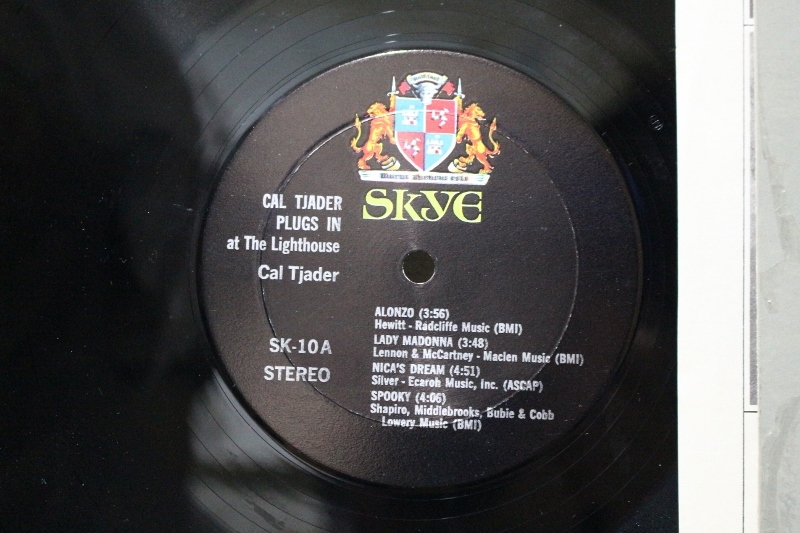 SKYE
CAL TJADER
PLUGS IN
at The Lighthouse
Cal Tjader
SK-10A
STEREO
ALONZO (3:56)
Hewitt - Radcliffe Music (BMI)
LADY MADONNA (3:48)
Lennon & McCartney - Maclen Music (BMI)
NICA'S DREAM (4:51)
Silver - Ecaroh Music, Inc. (ASCAP)
SPOOKY (4:06)
Shapiro, Middlebrooks, Bubie & Cobb
Lowery Music (BMI)